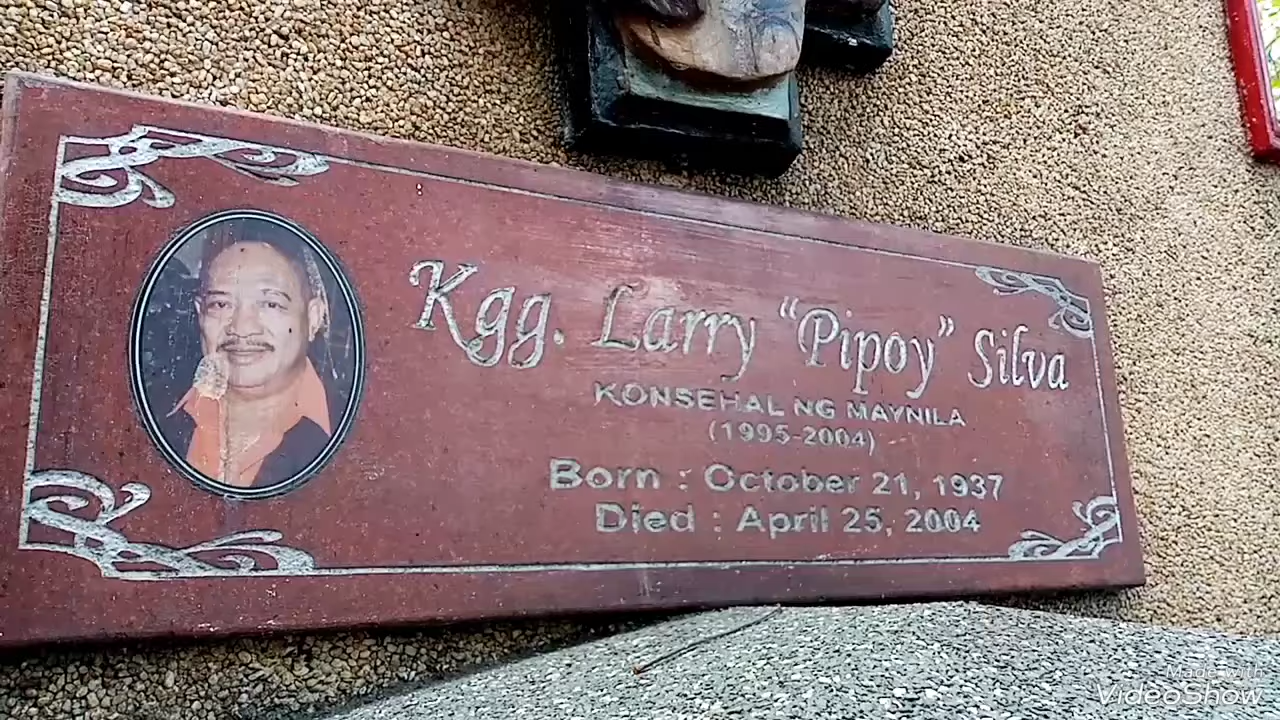 Kgg. Larry “Pipoy” Silva
KONSEHAL NG MAYNILA
(1995-2004)
Born : October 21, 1937
Died : April 25, 2004
Made with
VideoShow